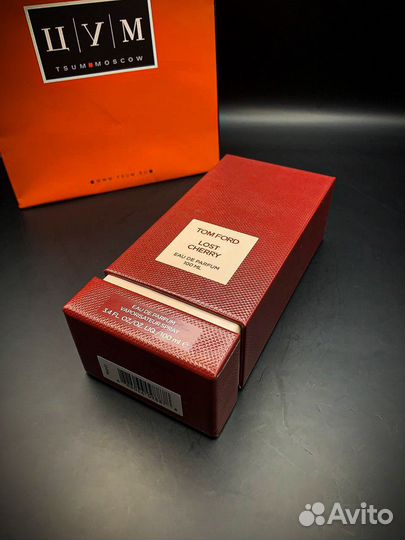 Ц|У|М
TSUM MOSCOW
WWW.TSUM.RU
TOM FORD
LOST
CHERRY
EAU DE PARFUM
100 ML
EAU DE PARFUM
VAPORISATEUR SPRAY
3.4 FL. OZ/OZ LIQ./100 ml ℮
Avito